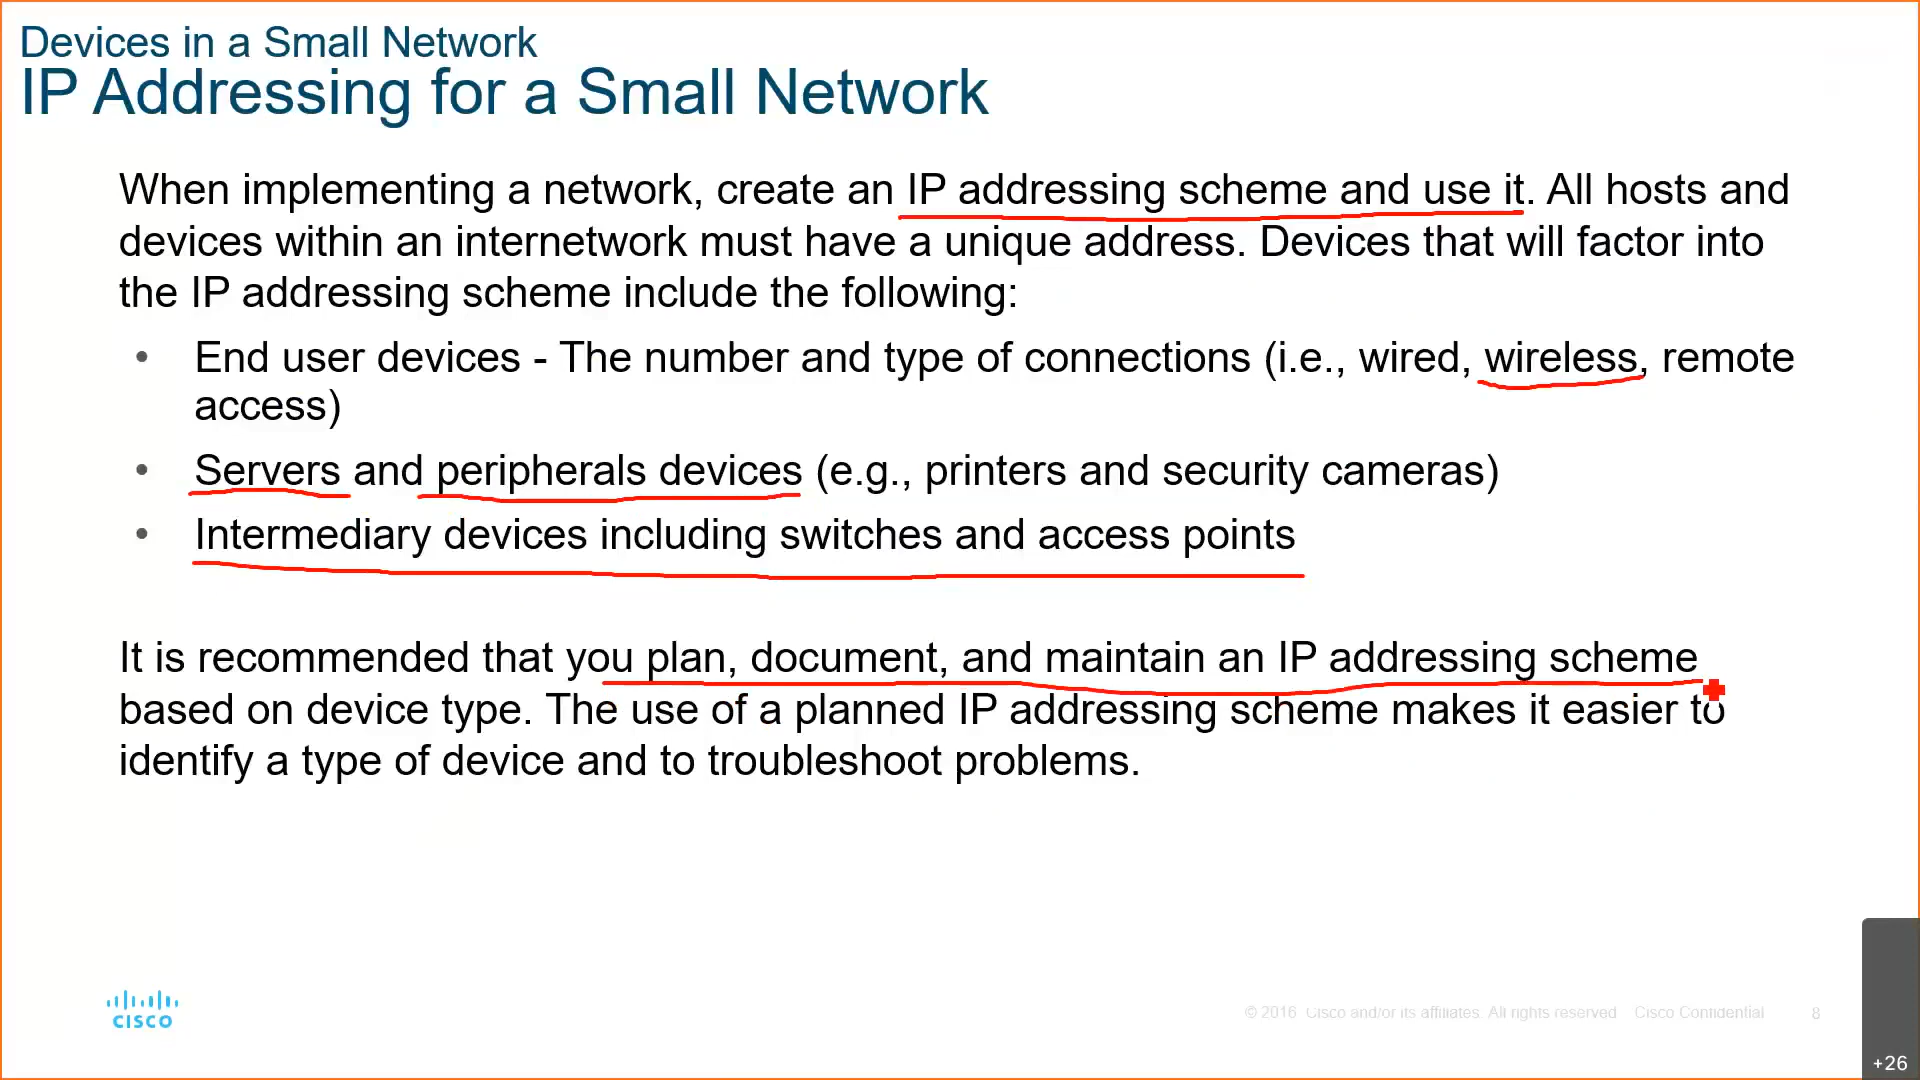 Devices in a Small Network
IP Addressing for a Small Network
When implementing a network, create an IP addressing scheme and use it. All hosts and
devices within an internetwork must have a unique address. Devices that will factor into
the IP addressing scheme include the following:
• End user devices - The number and type of connections (i.e., wired, wireless, remote
access)
• Servers and peripherals devices (e.g., printers and security cameras)
• Intermediary devices including switches and access points
It is recommended that you plan, document, and maintain an IP addressing scheme
based on device type. The use of a planned IP addressing scheme makes it easier to
identify a type of device and to troubleshoot problems.
CISCO
© 2016 Cisco and/or its affiliates. All rights reserved. Cisco Confidential 8
+26